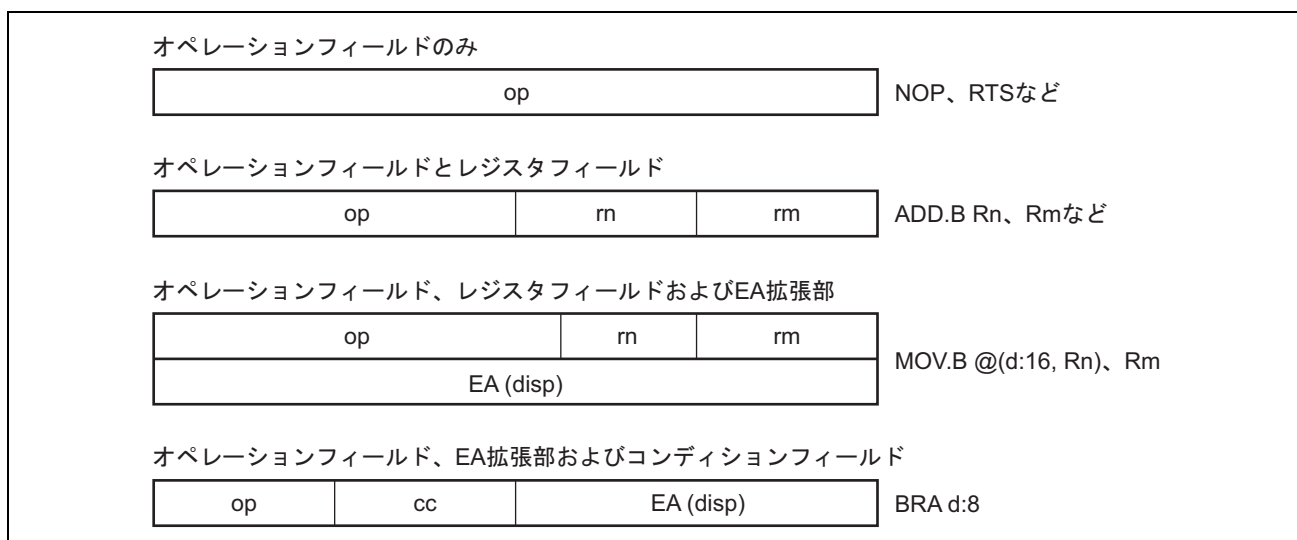 オペレーションフィールドのみ
op NOP、RTSなど
オペレーションフィールドとレジスタフィールド
op rn rm ADD.B Rn、Rmなど
オペレーションフィールド、レジスタフィールドおよびEA拡張部
op rn rm
MOV.B @(d:16, Rn)、Rm
EA (disp)
オペレーションフィールド、EA拡張部およびコンディションフィールド
op cc EA (disp) BRA d:8